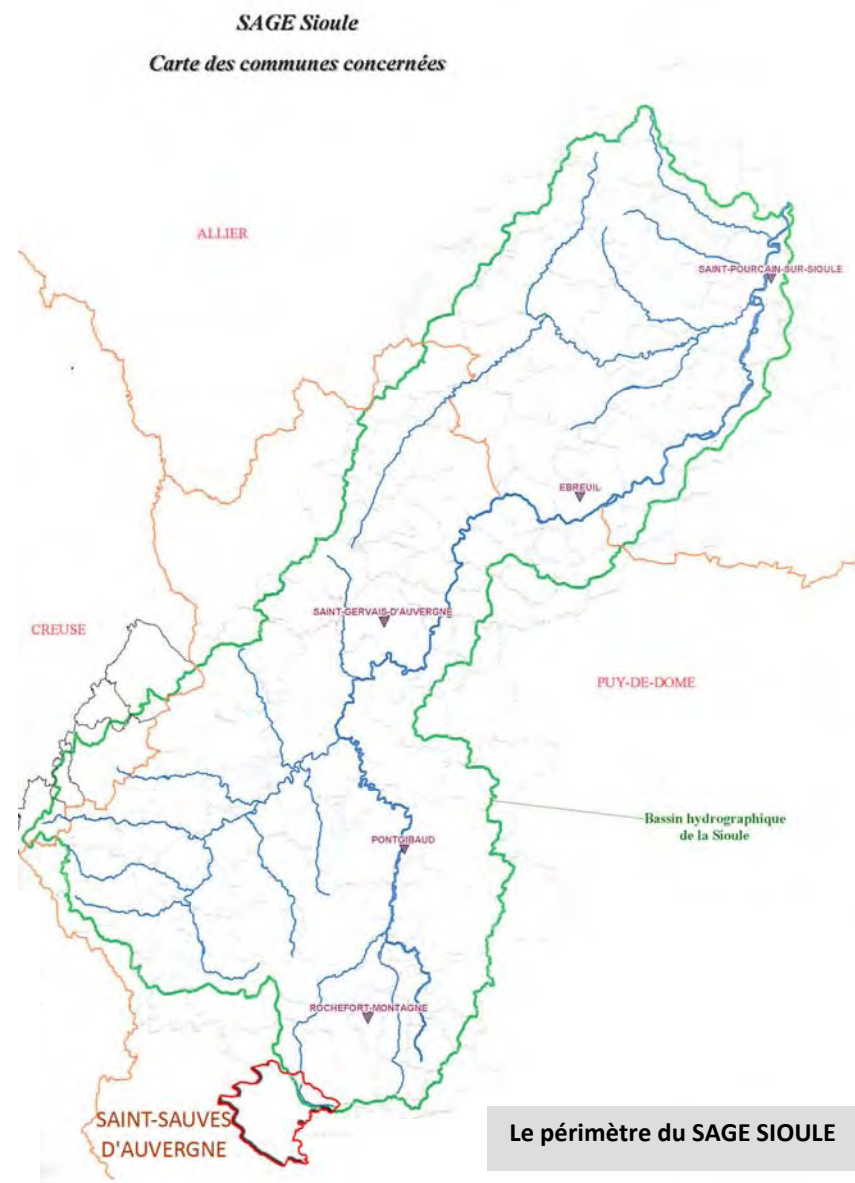 SAGE Sioule
Carte des communes concernées
ALLIER
SAINT-POURCAIN-SUR-SIOULE
EBREUIL
SAINT-GERVAIS-D'AUVERGNE
CREUSE
PUY-DE-DOME
Bassin hydrographique
de la Sioule
PONTGIBAUD
ROCHEFORT-MONTAGNE
SAINT-SAUVES
D'AUVERGNE
Le périmètre du SAGE SIOULE